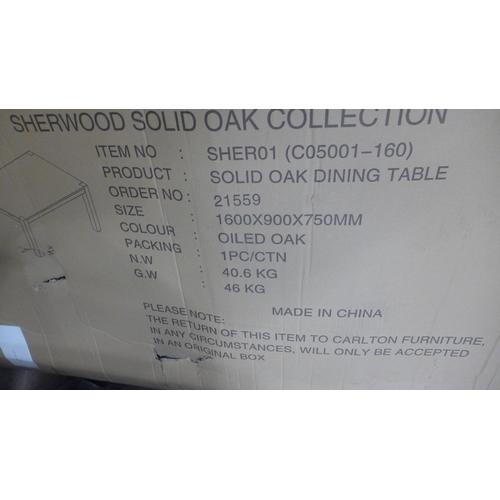 SHERWOOD SOLID OAK COLLECTION
ITEM NO : SHER01 (C05001-160)
PRODUCT : SOLID OAK DINING TABLE
ORDER NO : 21559
SIZE : 1600X900X750MM
COLOUR : OILED OAK
PACKING : 1PC/CTN
N.W : 40.6 KG
G.W : 46 KG
PLEASE NOTE: MADE IN CHINA
THE RETURN OF THIS ITEM TO CARLTON FURNITURE,
IN ANY CIRCUMSTANCES, WILL ONLY BE ACCEPTED
IN AN ORIGINAL BOX